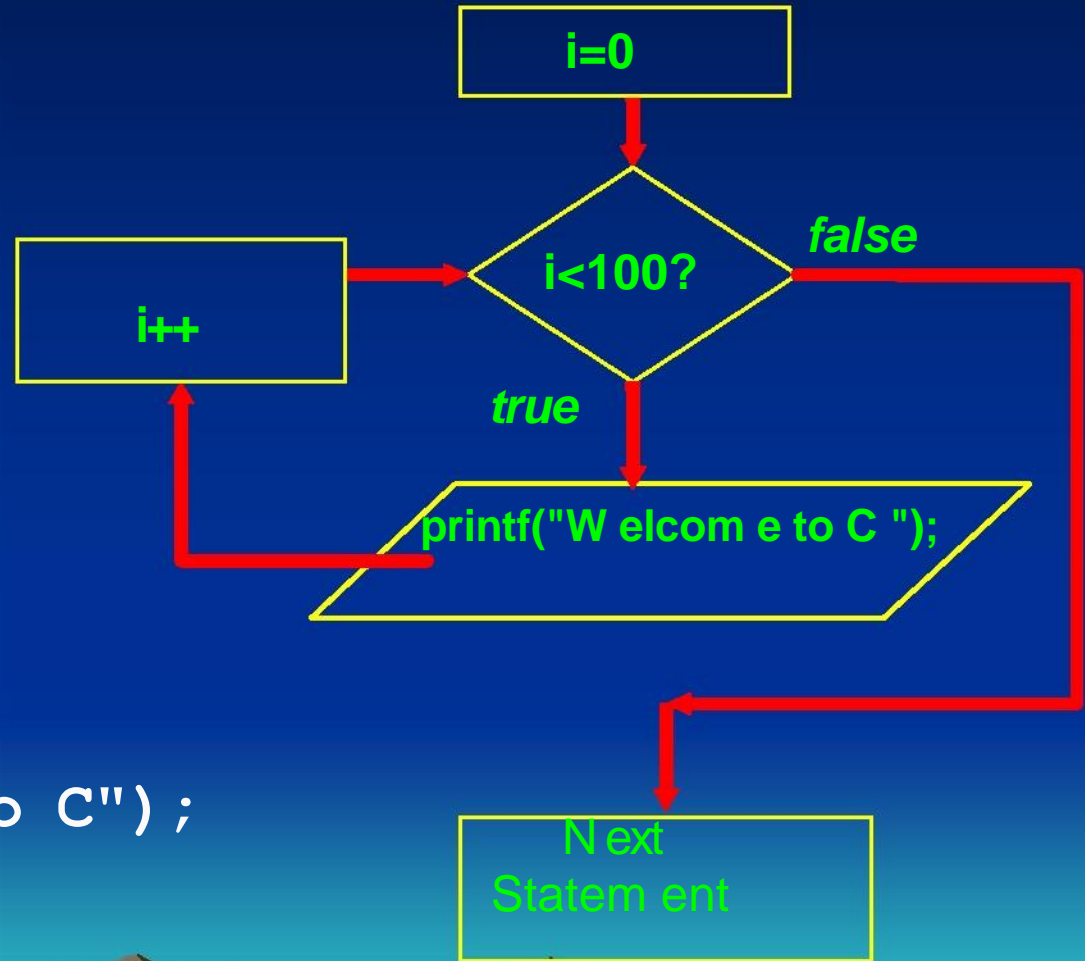 i=0
i<100?
false
i++
true
printf("W elcom e to C ");
o C");
N ext
Statem ent